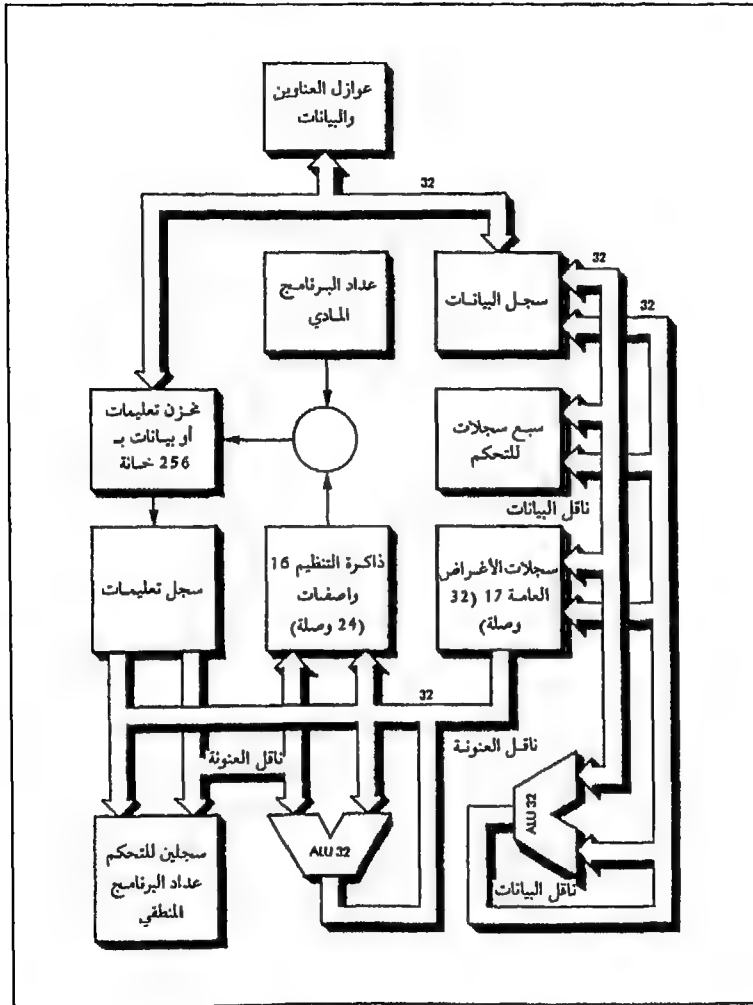 عوازل العناوين
والبيانات
32
32
عداد البرنامج
المادي
سجل البيانات
32
مخزن تعليمات
أو بيانات بـ
256 خانة
سبع سجلات
للتحكم
ناقل البيانات
سجل تعليمات
ذاكرة التنظيم 16
واصفات
(24 وصلة)
سجلات الأغراض
العامة 17 (32
وصلة)
32
ناقل العنونة
ناقل العنونة
سجلين للتحكم
عداد البرنامج
المنطقي
ALU 32
ALU 32
ناقل البيانات